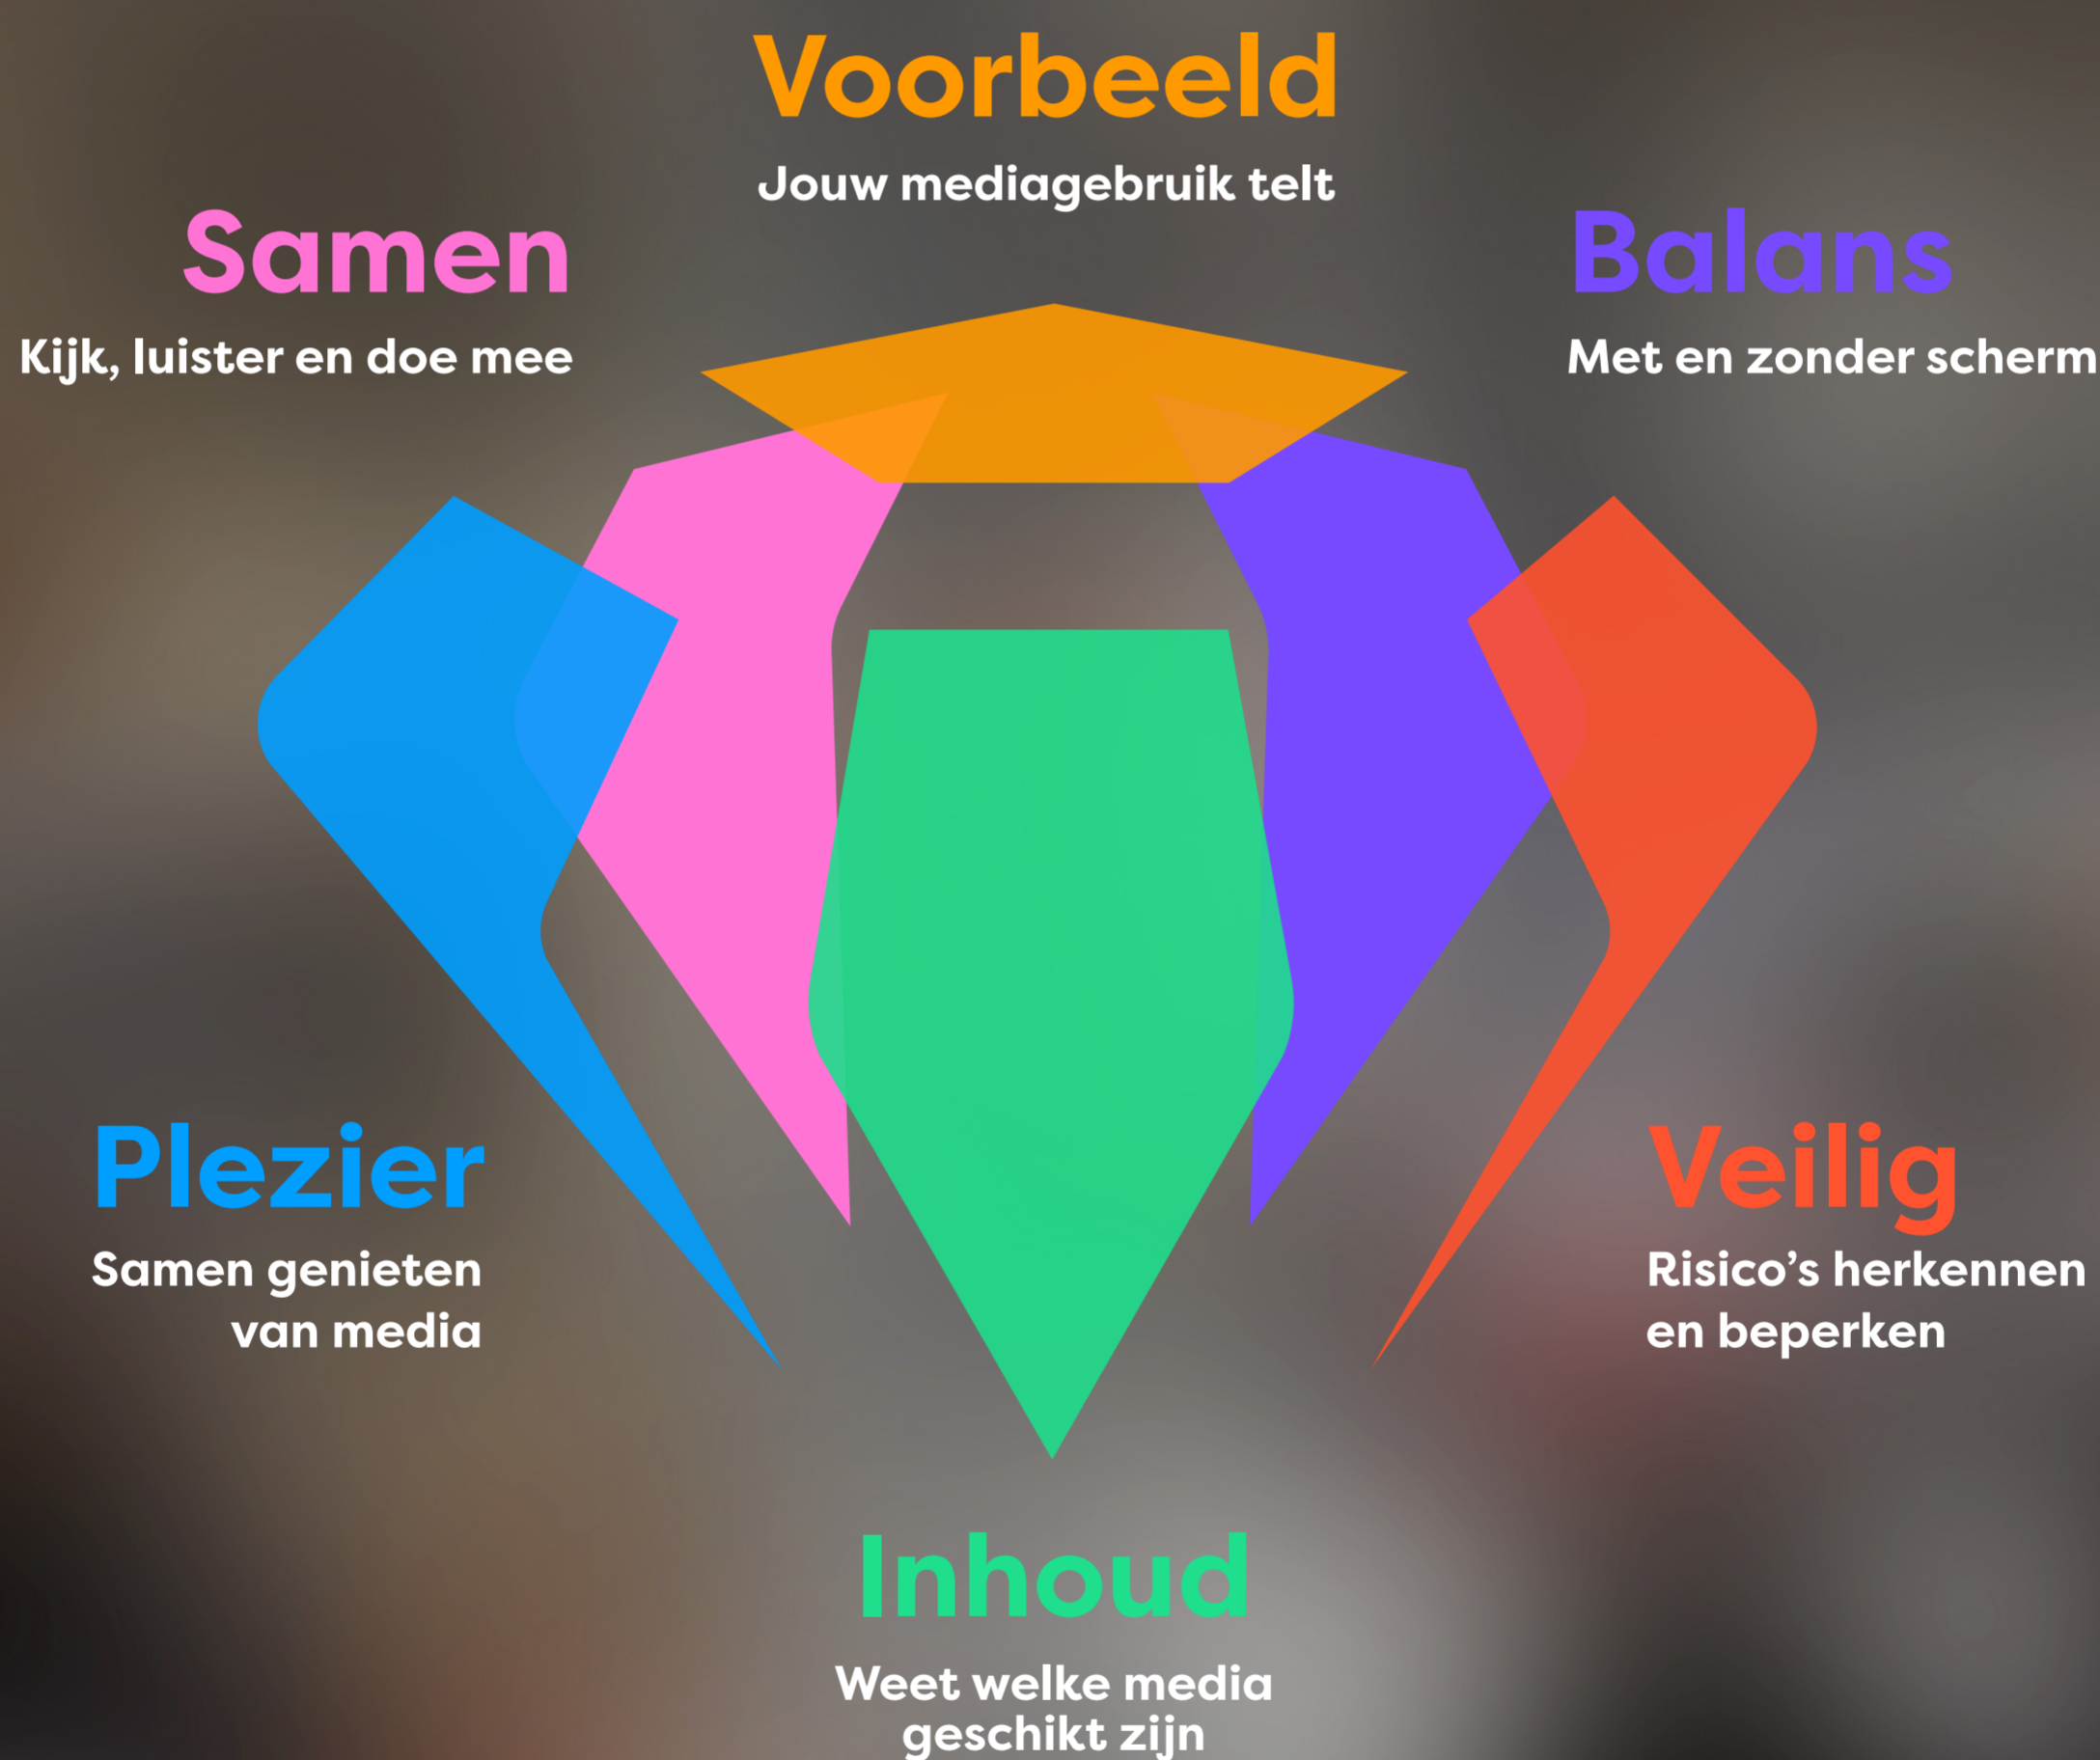 Voorbeeld
Jouw mediagebruik telt
Samen
Kijk, luister en doe mee
Balans
Met en zonder scherm
Plezier
Samen genieten
van media
Veilig
Risico’s herkennen
en beperken
Inhoud
Weet welke media
geschikt zijn